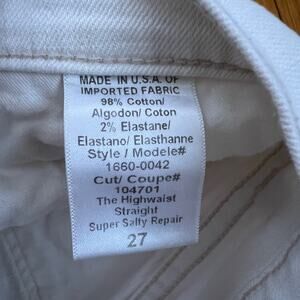 MADE IN U.S.A. OF
IMPORTED FABRIC
98% Cotton/
Algodon/ Coton
2% Elastane/
Elastano/ Elasthanne
Style / Modele#
1660-0042
Cut/ Coupe#
104701
The Highwaist
Straight
Super Salty Repair
27